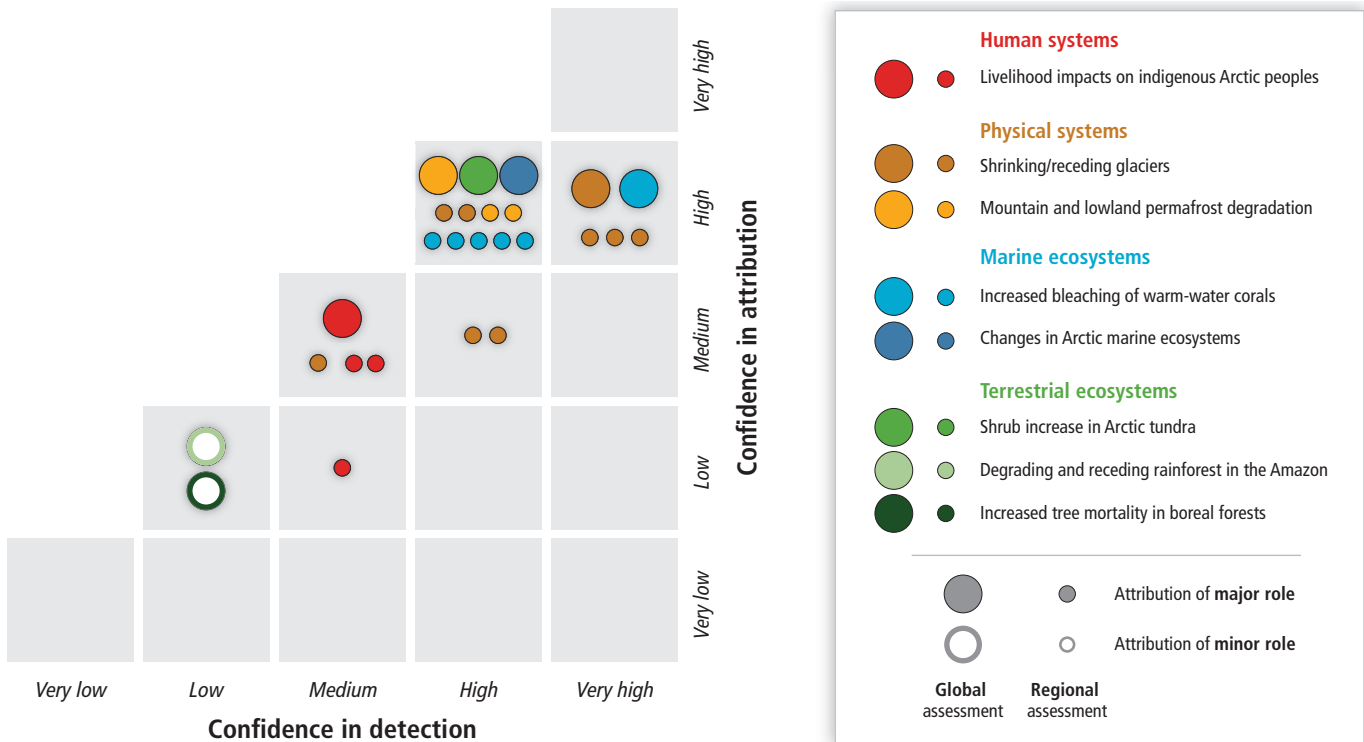 Very high
High
Medium
Low
Very low
Confidence in attribution
Very low
Low
Medium
High
Very high
Confidence in detection
Human systems
Livelihood impacts on indigenous Arctic peoples
Physical systems
Shrinking/receding glaciers
Mountain and lowland permafrost degradation
Marine ecosystems
Increased bleaching of warm-water corals
Changes in Arctic marine ecosystems
Terrestrial ecosystems
Shrub increase in Arctic tundra
Degrading and receding rainforest in the Amazon
Increased tree mortality in boreal forests
Attribution of major role
Attribution of minor role
Global
assessment
Regional
assessment